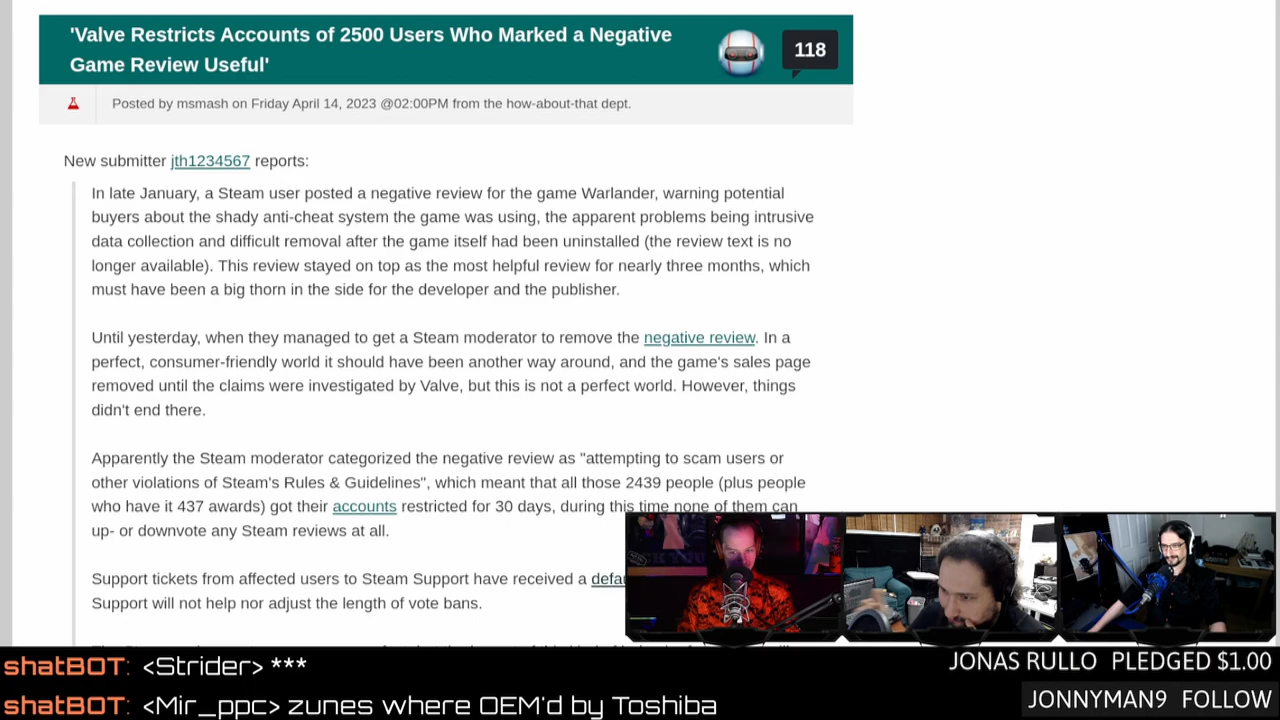 'Valve Restricts Accounts of 2500 Users Who Marked a Negative
Game Review Useful'
118
Posted by msmash on Friday April 14, 2023 @02:00PM from the how-about-that dept.
New submitter jth1234567 reports:
In late January, a Steam user posted a negative review for the game Warlander, warning potential
buyers about the shady anti-cheat system the game was using, the apparent problems being intrusive
data collection and difficult removal after the game itself had been uninstalled (the review text is no
longer available). This review stayed on top as the most helpful review for nearly three months, which
must have been a big thorn in the side for the developer and the publisher.
Until yesterday, when they managed to get a Steam moderator to remove the negative review. In a
perfect, consumer-friendly world it should have been another way around, and the game's sales page
removed until the claims were investigated by Valve, but this is not a perfect world. However, things
didn't end there.
Apparently the Steam moderator categorized the negative review as "attempting to scam users or
other violations of Steam's Rules & Guidelines", which meant that all those 2439 people (plus people
who have it 437 awards) got their accounts restricted for 30 days, during this time none of them can
up- or downvote any Steam reviews at all.
Support tickets from affected users to Steam Support have received a defau
Support will not help nor adjust the length of vote bans.
shatBOT: <Strider> ***
shatBOT: <Mir_ppc> zunes where OEM'd by Toshiba
JONAS RULLO PLEDGED $1.00
JONNYMAN9 FOLLOW